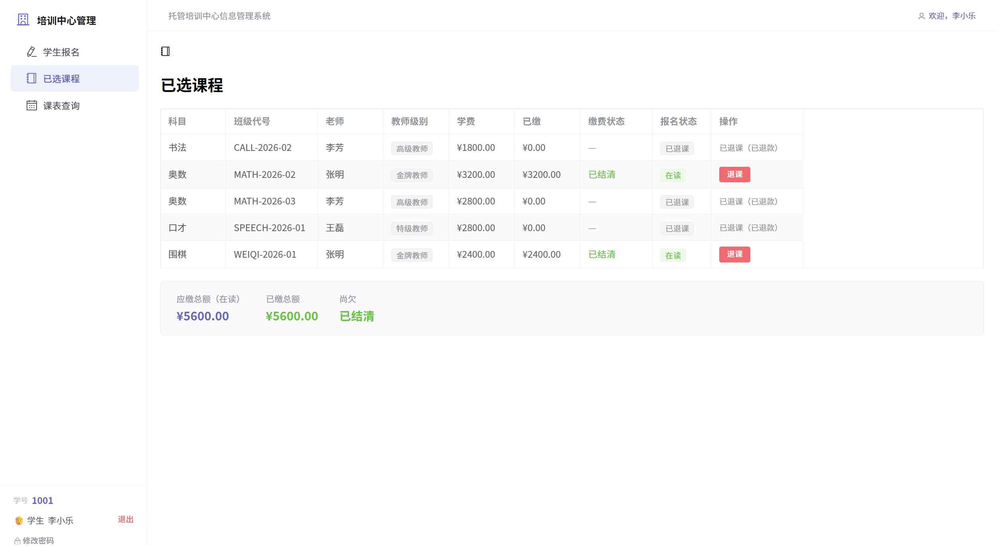 培训中心管理
托管培训中心信息管理系统
欢迎，李小乐
学生报名
已选课程
课表查询
已选课程
科目 班级代号 老师 教师级别 学费 已缴 缴费状态 报名状态 操作
书法 CALL-2026-02 李芳 高级教师 ¥1800.00 ¥0.00 — 已退课 已退课（已退款）
奥数 MATH-2026-02 张明 金牌教师 ¥3200.00 ¥3200.00 已结清 在读 退课
奥数 MATH-2026-03 李芳 高级教师 ¥2800.00 ¥0.00 — 已退课 已退课（已退款）
口才 SPEECH-2026-01 王磊 特级教师 ¥2800.00 ¥0.00 — 已退课 已退课（已退款）
围棋 WEIQI-2026-01 张明 金牌教师 ¥2400.00 ¥2400.00 已结清 在读 退课
应缴总额（在读） 已缴总额 尚欠
¥5600.00 ¥5600.00 已结清
学号 1001
学生 李小乐 退出
修改密码